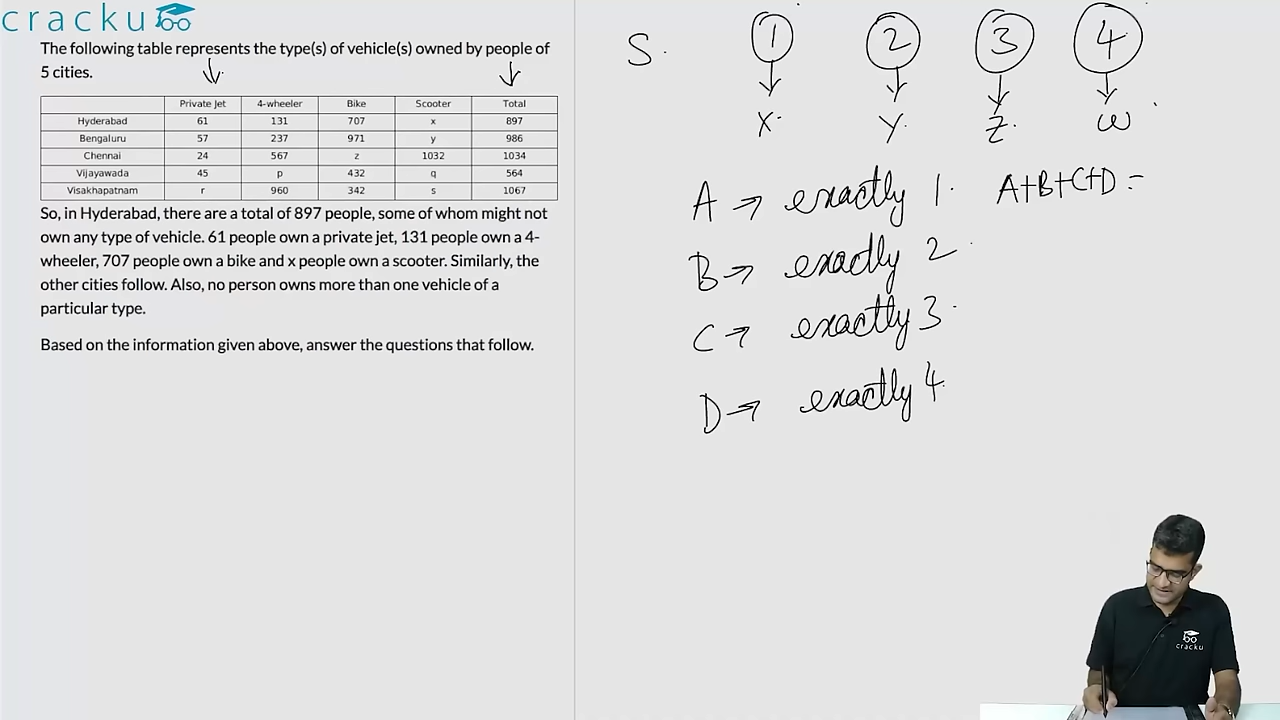 cracku
The following table represents the type(s) of vehicle(s) owned by people of
5 cities.
Private Jet 4-wheeler Bike Scooter Total
Hyderabad 61 131 707 x 897
Bengaluru 57 237 971 y 986
Chennai 24 567 z 1032 1034
Vijayawada 45 p 432 q 564
Visakhapatnam r 960 342 s 1067
So, in Hyderabad, there are a total of 897 people, some of whom might not
own any type of vehicle. 61 people own a private jet, 131 people own a 4-
wheeler, 707 people own a bike and x people own a scooter. Similarly, the
other cities follow. Also, no person owns more than one vehicle of a
particular type.
Based on the information given above, answer the questions that follow.
S. 1 2 3 4
X. Y. Z. W
A → exactly 1. A+B+C+D =
B → exactly 2
C → exactly 3
D → exactly 4
cracku